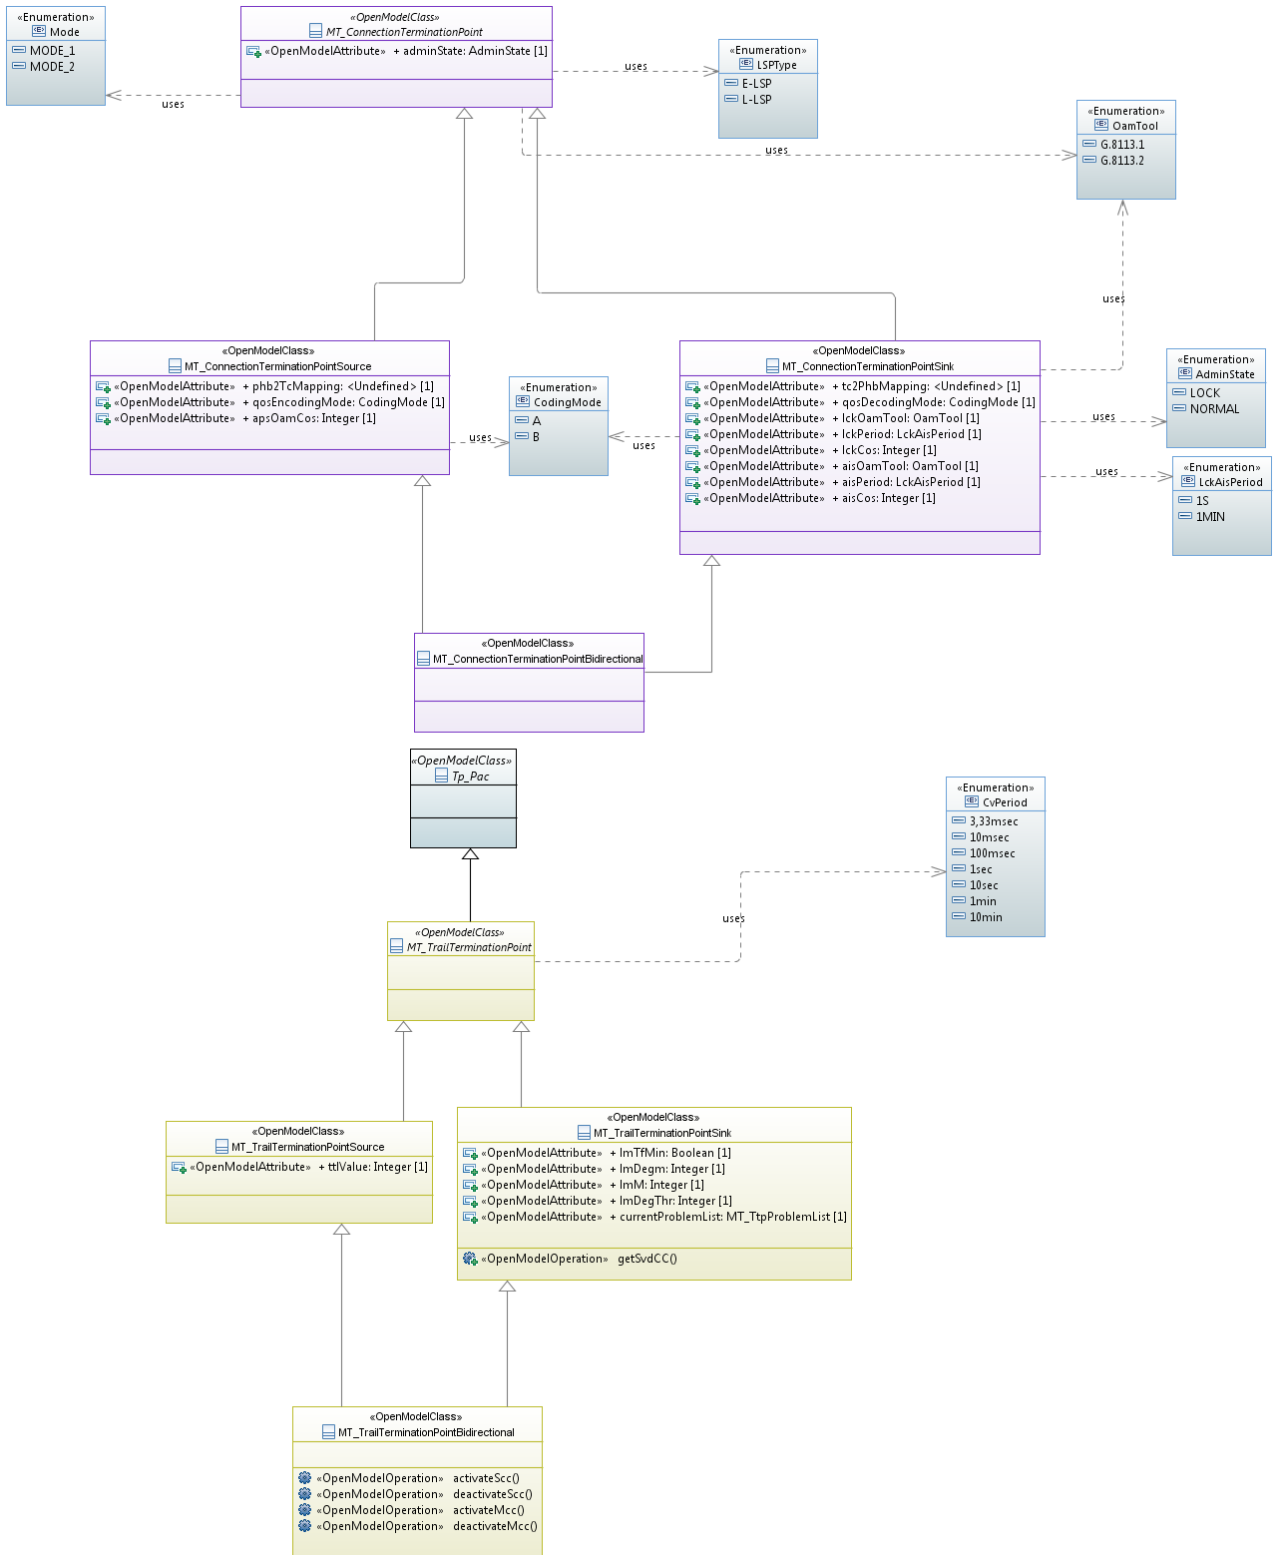 «Enumeration»
Mode
MODE_1
MODE_2
«OpenModelClass»
MT_ConnectionTerminationPoint
«OpenModelAttribute» + adminState: AdminState [1]
uses
uses
«Enumeration»
LSPType
E-LSP
L-LSP
uses
«Enumeration»
OamTool
G.8113.1
G.8113.2
uses
«OpenModelClass»
MT_ConnectionTerminationPointSource
«OpenModelAttribute» + phb2TcMapping: <Undefined> [1]
«OpenModelAttribute» + qosEncodingMode: CodingMode [1]
«OpenModelAttribute» + apsOamCos: Integer [1]
uses
«Enumeration»
CodingMode
A
B
uses
«OpenModelClass»
MT_ConnectionTerminationPointSink
«OpenModelAttribute» + tc2PhbMapping: <Undefined> [1]
«OpenModelAttribute» + qosDecodingMode: CodingMode [1]
«OpenModelAttribute» + lckOamTool: OamTool [1]
«OpenModelAttribute» + lckPeriod: LckAisPeriod [1]
«OpenModelAttribute» + lckCos: Integer [1]
«OpenModelAttribute» + aisOamTool: OamTool [1]
«OpenModelAttribute» + aisPeriod: LckAisPeriod [1]
«OpenModelAttribute» + aisCos: Integer [1]
uses
«Enumeration»
AdminState
LOCK
NORMAL
uses
«Enumeration»
LckAisPeriod
1S
1MIN
«OpenModelClass»
MT_ConnectionTerminationPointBidirectional
«OpenModelClass»
Tp_Pac
«Enumeration»
CvPeriod
3,33msec
10msec
100msec
1sec
10sec
1min
10min
uses
«OpenModelClass»
MT_TrailTerminationPoint
«OpenModelClass»
MT_TrailTerminationPointSource
«OpenModelAttribute» + ttlValue: Integer [1]
«OpenModelClass»
MT_TrailTerminationPointSink
«OpenModelAttribute» + lmTfMin: Boolean [1]
«OpenModelAttribute» + lmDegm: Integer [1]
«OpenModelAttribute» + lmM: Integer [1]
«OpenModelAttribute» + lmDegThr: Integer [1]
«OpenModelAttribute» + currentProblemList: MT_TtpProblemList [1]
«OpenModelOperation» getSvdCC()
«OpenModelClass»
MT_TrailTerminationPointBidirectional
«OpenModelOperation» activateScc()
«OpenModelOperation» deactivateScc()
«OpenModelOperation» activateMcc()
«OpenModelOperation» deactivateMcc()